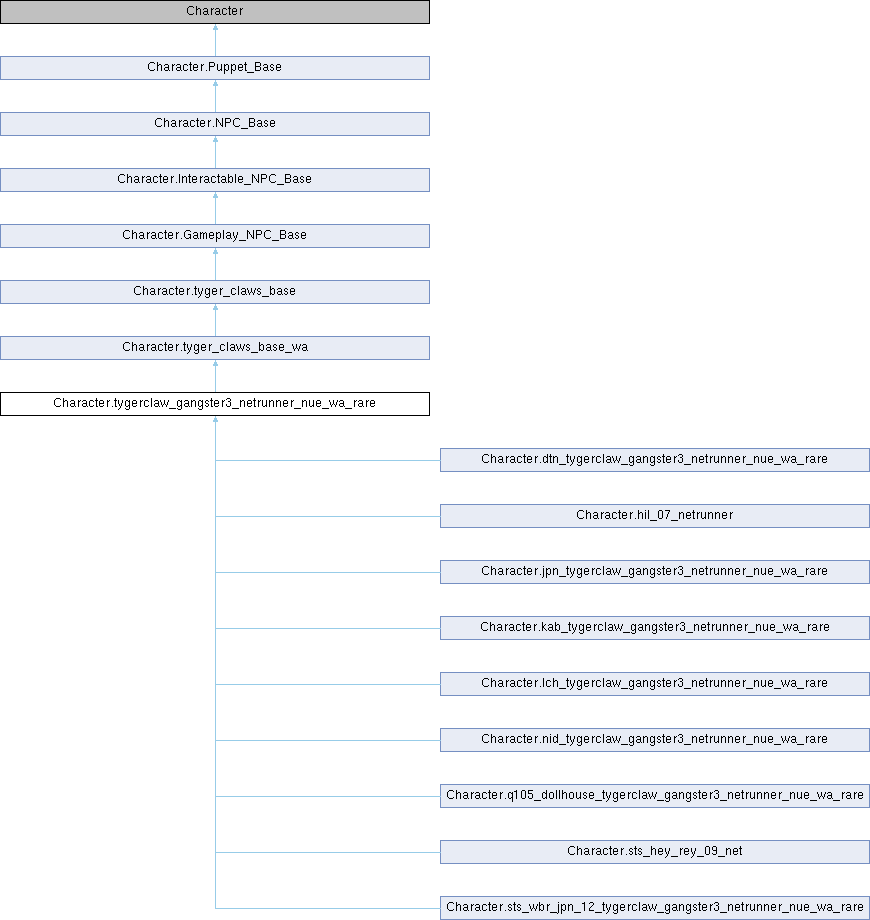 Character
Character.Puppet_Base
Character.NPC_Base
Character.Interactable_NPC_Base
Character.Gameplay_NPC_Base
Character.tyger_claws_base
Character.tyger_claws_base_wa
Character.tygerclaw_gangster3_netrunner_nue_wa_rare
Character.dtn_tygerclaw_gangster3_netrunner_nue_wa_rare
Character.hil_07_netrunner
Character.jpn_tygerclaw_gangster3_netrunner_nue_wa_rare
Character.kab_tygerclaw_gangster3_netrunner_nue_wa_rare
Character.lch_tygerclaw_gangster3_netrunner_nue_wa_rare
Character.nid_tygerclaw_gangster3_netrunner_nue_wa_rare
Character.q105_dollhouse_tygerclaw_gangster3_netrunner_nue_wa_rare
Character.sts_hey_rey_09_net
Character.sts_wbr_jpn_12_tygerclaw_gangster3_netrunner_nue_wa_rare